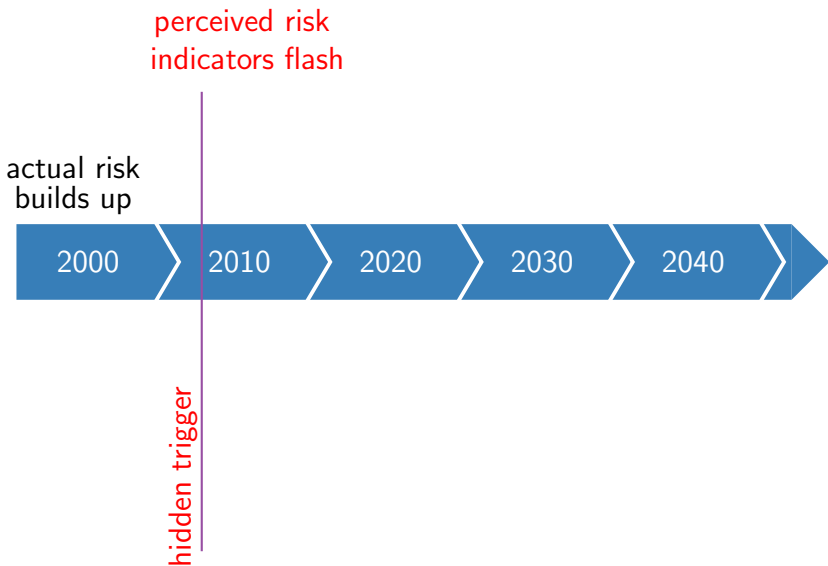 perceived risk
indicators flash
actual risk
builds up
2000 2010 2020 2030 2040
hidden trigger